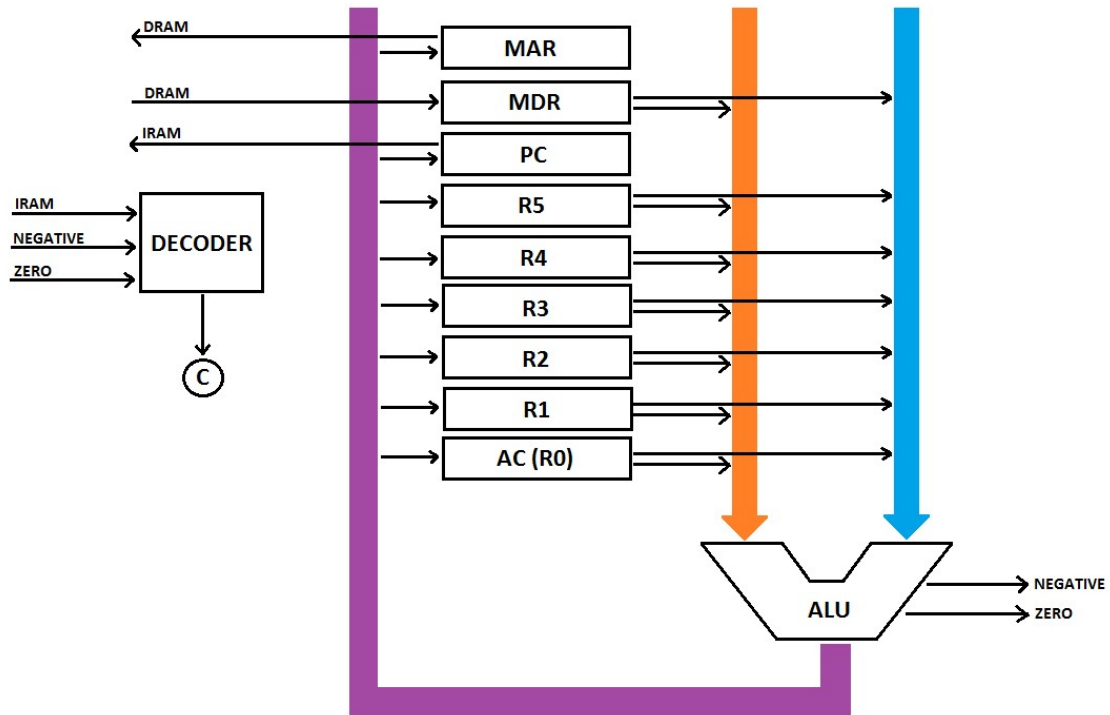 DRAM
MAR
DRAM
MDR
IRAM
PC
IRAM
R5
NEGATIVE
DECODER
R4
ZERO
R3
R2
C
R1
AC (R0)
NEGATIVE
ALU
ZERO